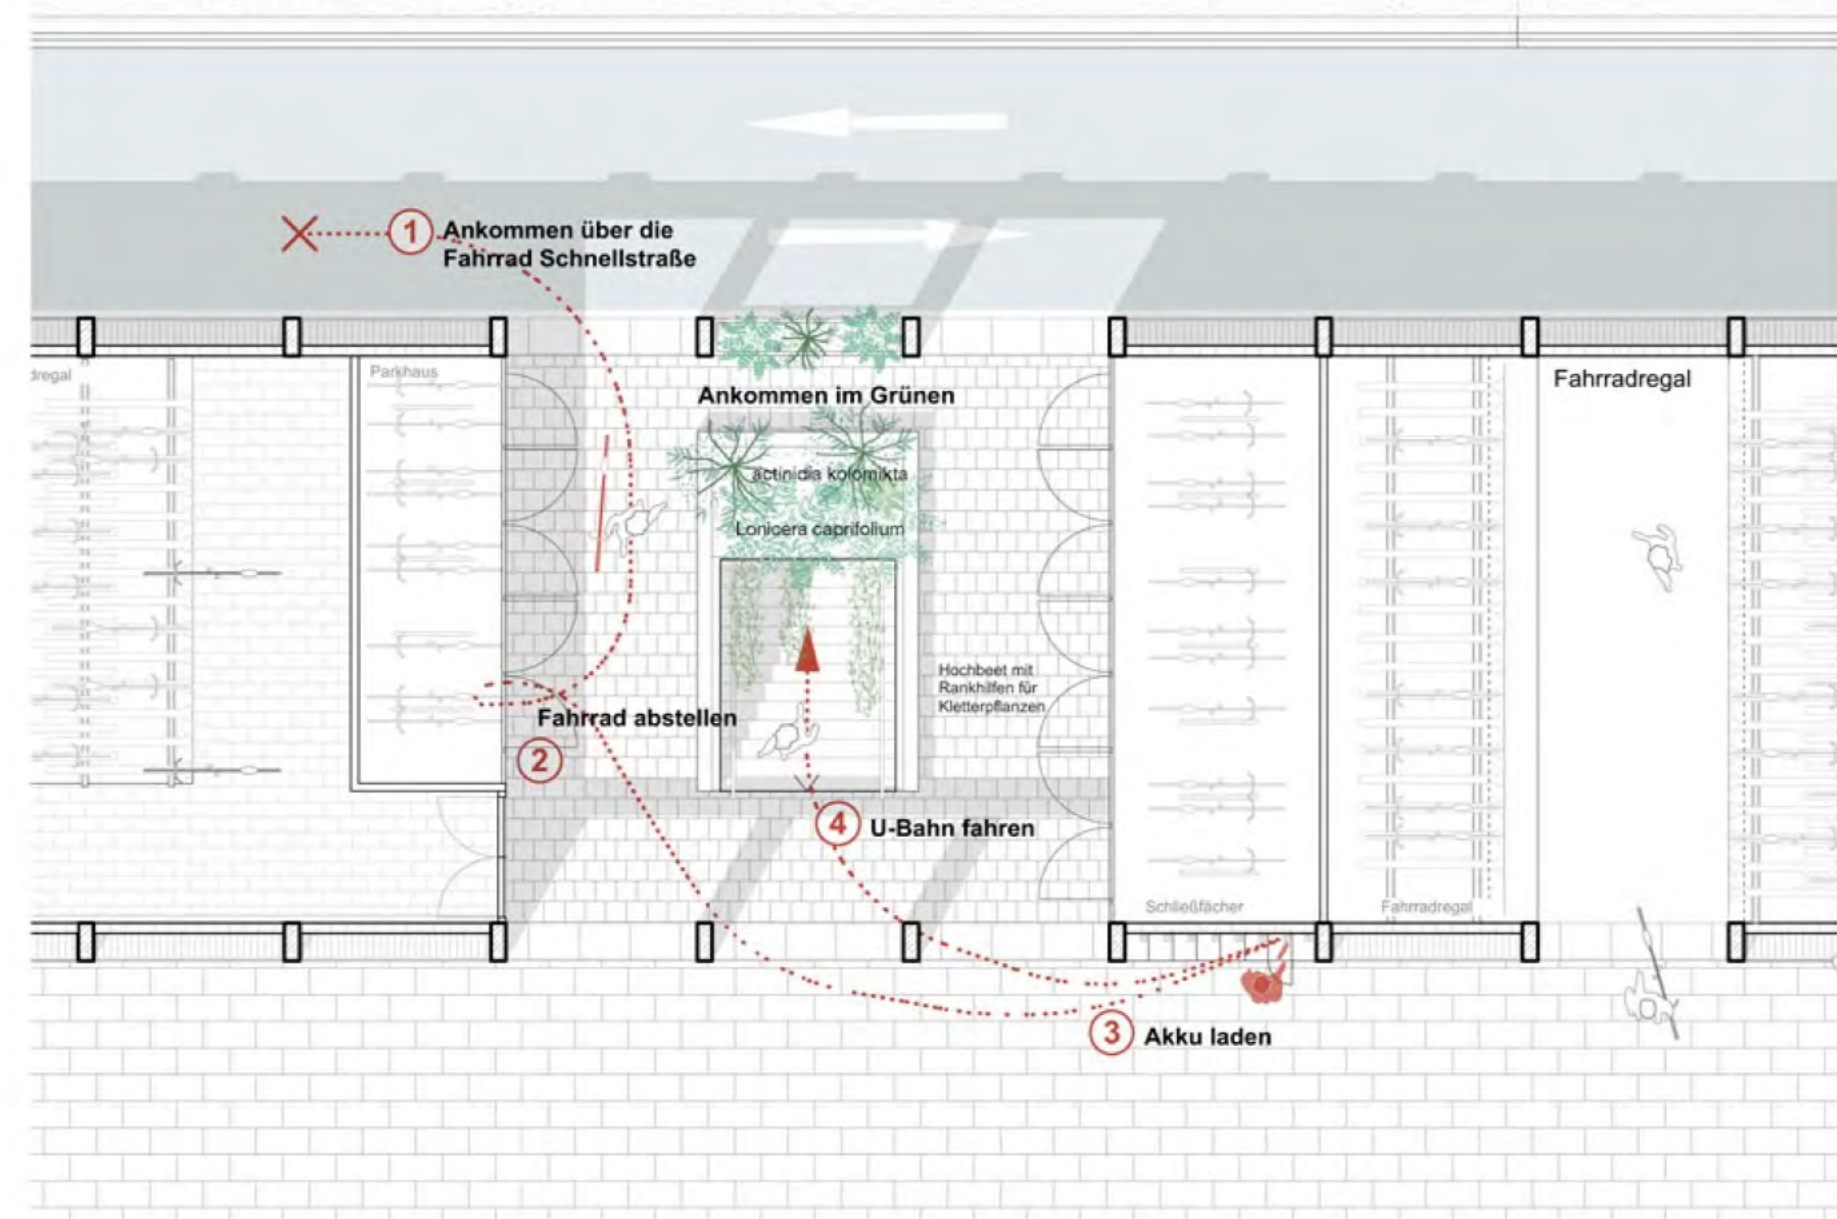 1
Ankommen über die
Fahrrad Schnellstraße
Parkhaus
Ankommen im Grünen
Fahrradregal
actinidia kolomikta
Lonicera caprifolium
Hochbeet mit
Rankhilfen für
Kletterpflanzen
Fahrrad abstellen
2
4
U-Bahn fahren
Schließfächer
Fahrradregal
3
Akku laden